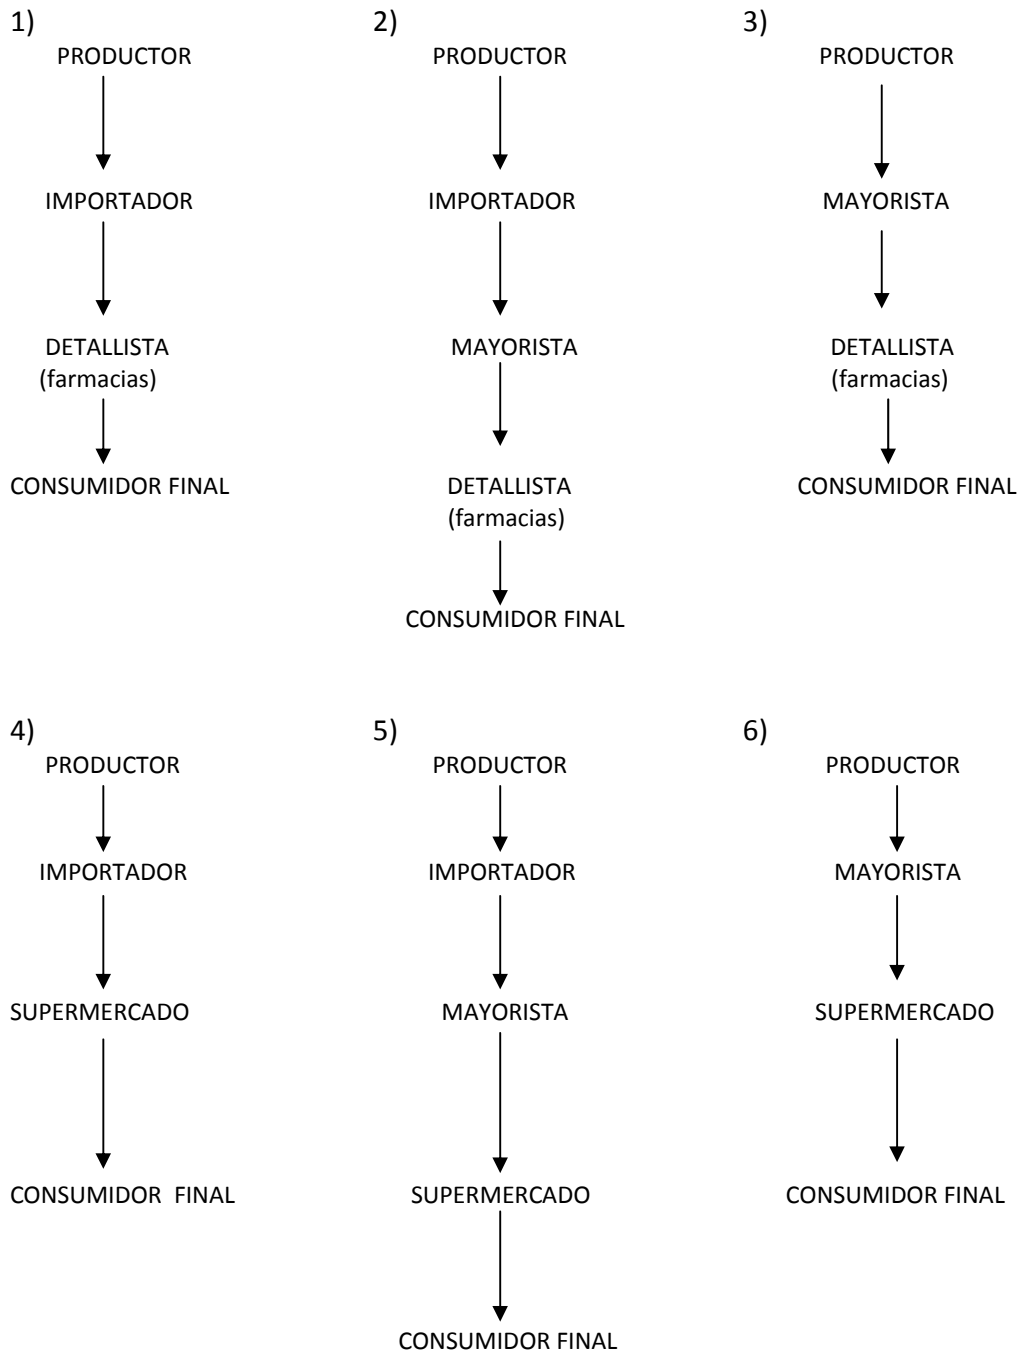 1)
PRODUCTOR
IMPORTADOR
DETALLISTA
(farmacias)
CONSUMIDOR FINAL
2)
PRODUCTOR
IMPORTADOR
MAYORISTA
DETALLISTA
(farmacias)
CONSUMIDOR FINAL
3)
PRODUCTOR
MAYORISTA
DETALLISTA
(farmacias)
CONSUMIDOR FINAL
4)
PRODUCTOR
IMPORTADOR
SUPERMERCADO
CONSUMIDOR FINAL
5)
PRODUCTOR
IMPORTADOR
MAYORISTA
SUPERMERCADO
CONSUMIDOR FINAL
6)
PRODUCTOR
MAYORISTA
SUPERMERCADO
CONSUMIDOR FINAL